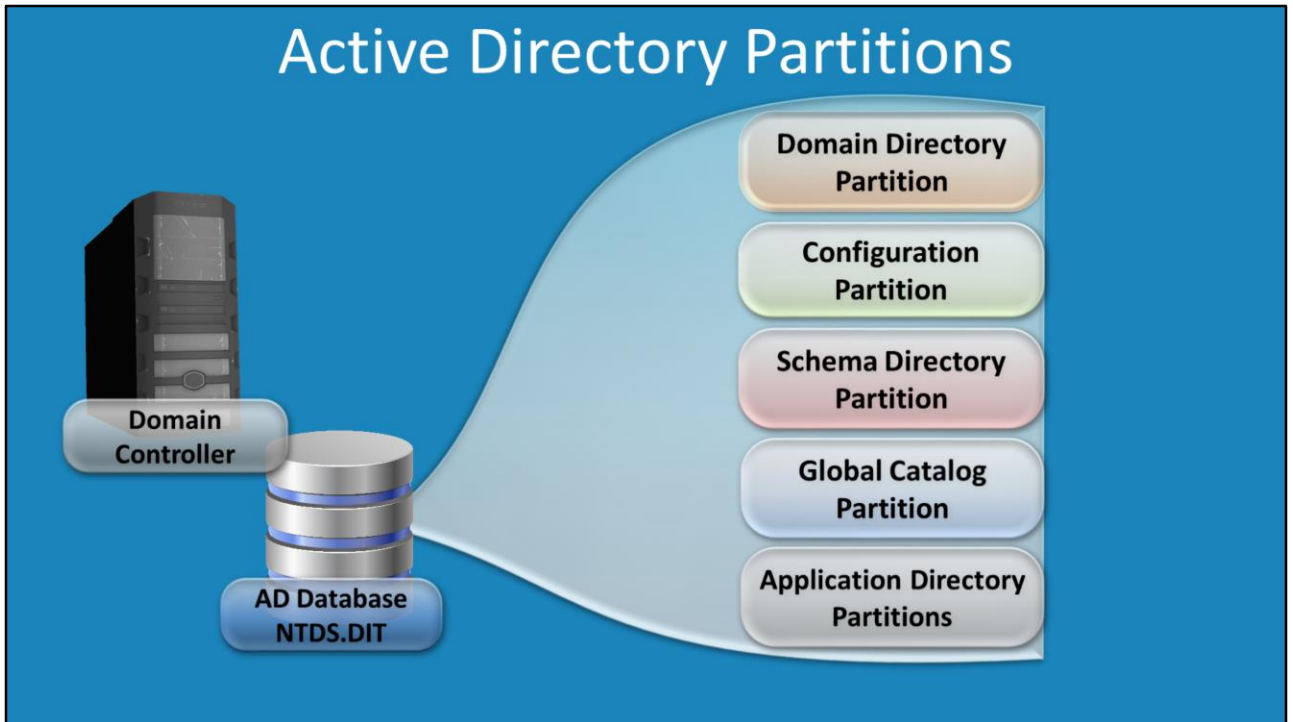 Active Directory Partitions
Domain Directory
Partition
Configuration
Partition
Schema Directory
Partition
Global Catalog
Partition
Application Directory
Partitions
Domain
Controller
AD Database
NTDS.DIT